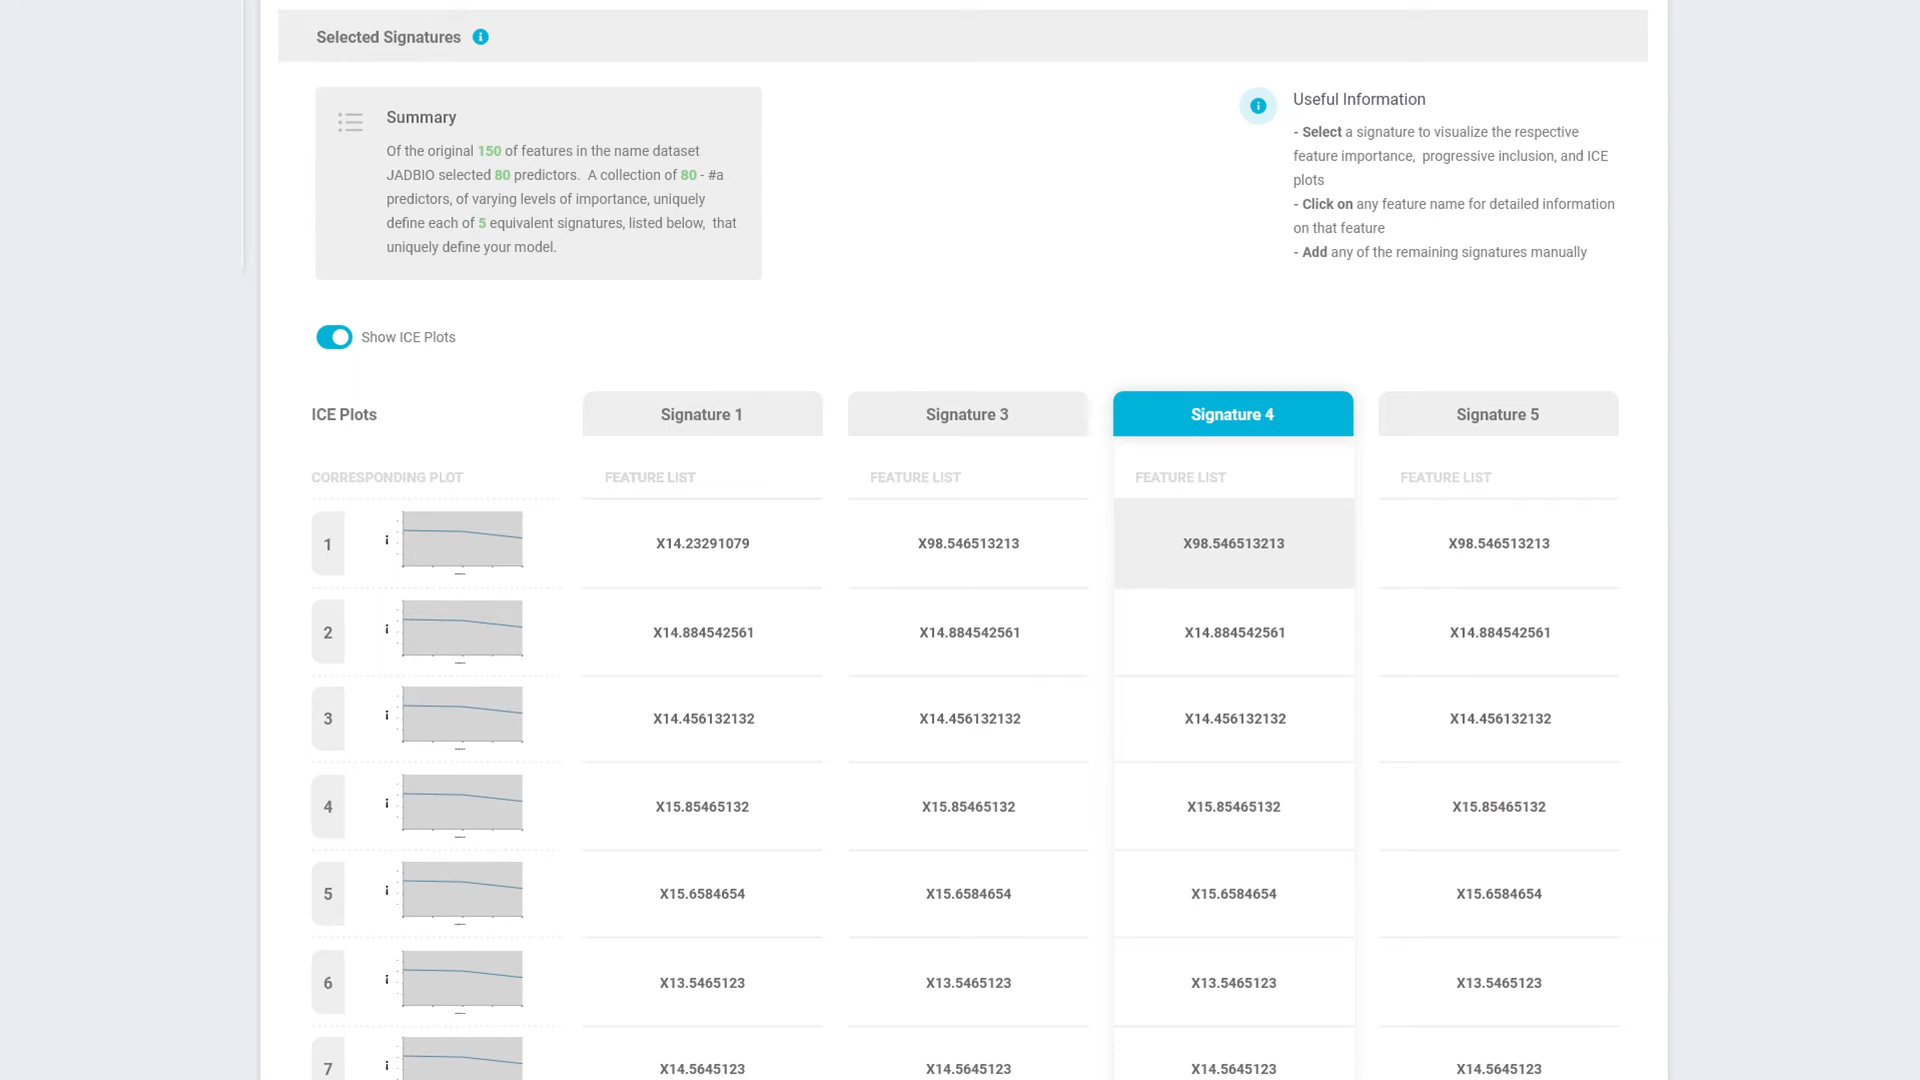 Selected Signatures
Summary
Of the original 150 of features in the name dataset
JADBIO selected 80 predictors. A collection of 80 - #a
predictors, of varying levels of importance, uniquely
define each of 5 equivalent signatures, listed below, that
uniquely define your model.
Useful Information
- Select a signature to visualize the respective
feature importance, progressive inclusion, and ICE
plots
- Click on any feature name for detailed information
on that feature
- Add any of the remaining signatures manually
Show ICE Plots
ICE Plots Signature 1 Signature 3 Signature 4 Signature 5
CORRESPONDING PLOT FEATURE LIST FEATURE LIST FEATURE LIST FEATURE LIST
1 X14.23291079 X98.546513213 X98.546513213 X98.546513213
2 X14.884542561 X14.884542561 X14.884542561 X14.884542561
3 X14.456132132 X14.456132132 X14.456132132 X14.456132132
4 X15.85465132 X15.85465132 X15.85465132 X15.85465132
5 X15.6584654 X15.6584654 X15.6584654 X15.6584654
6 X13.5465123 X13.5465123 X13.5465123 X13.5465123
7 X14.5645123 X14.5645123 X14.5645123 X14.5645123